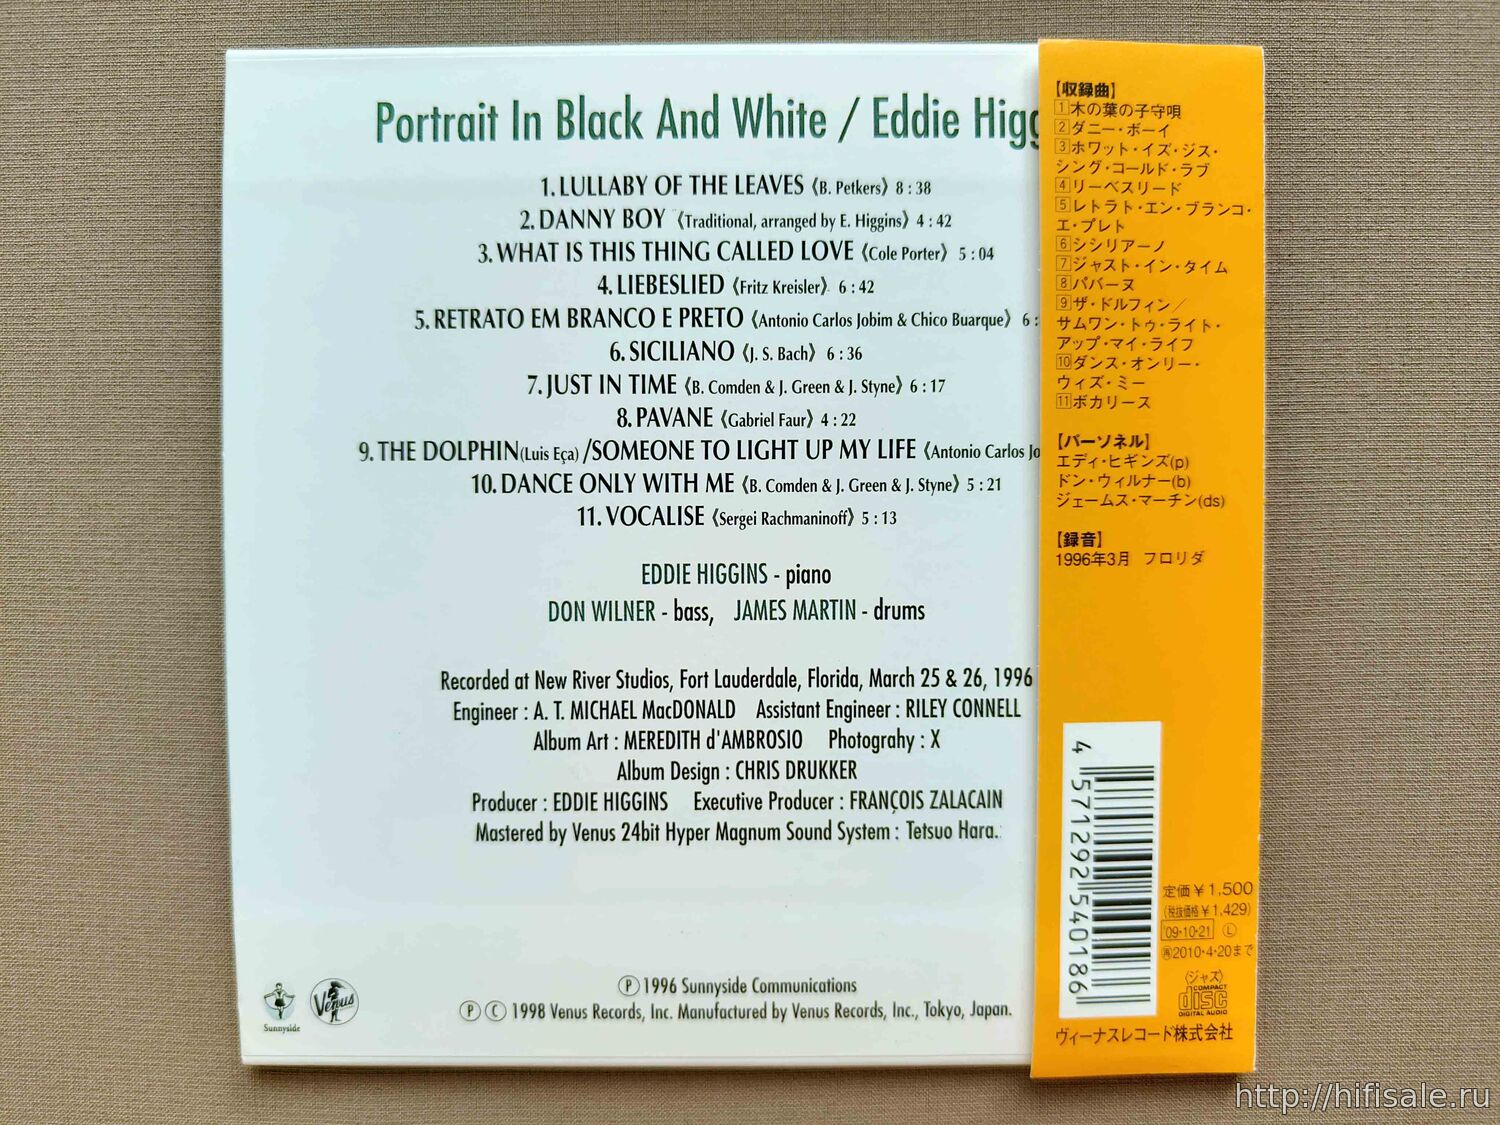 Portrait In Black And White / Eddie Higg
1. LULLABY OF THE LEAVES 《B. Petkers》 8 : 38
2. DANNY BOY 《Traditional, arranged by E. Higgins》 4 : 42
3. WHAT IS THIS THING CALLED LOVE 《Cole Porter》 5 : 04
4. LIEBESLIED 《Fritz Kreisler》 6 : 42
5. RETRATO EM BRANCO E PRETO 《Antonio Carlos Jobim & Chico Buarque》 6 :
6. SICILIANO 《J. S. Bach》 6 : 36
7. JUST IN TIME 《B. Comden & J. Green & J. Styne》 6 : 17
8. PAVANE 《Gabriel Faur》 4 : 22
9. THE DOLPHIN(Luis Eça) /SOMEONE TO LIGHT UP MY LIFE 《Antonio Carlos Jo
10. DANCE ONLY WITH ME 《B. Comden & J. Green & J. Styne》 5 : 21
11. VOCALISE 《Sergei Rachmaninoff》 5 : 13
EDDIE HIGGINS - piano
DON WILNER - bass, JAMES MARTIN - drums
Recorded at New River Studios, Fort Lauderdale, Florida, March 25 & 26, 1996
Engineer : A. T. MICHAEL MacDONALD Assistant Engineer : RILEY CONNELL
Album Art : MEREDITH d'AMBROSIO Photograhy : X
Album Design : CHRIS DRUKKER
Producer : EDDIE HIGGINS Executive Producer : FRANÇOIS ZALACAIN
Mastered by Venus 24bit Hyper Magnum Sound System : Tetsuo Hara.
Sunnyside
Venus
Ⓟ 1996 Sunnyside Communications
Ⓟ Ⓒ 1998 Venus Records, Inc. Manufactured by Venus Records, Inc., Tokyo, Japan.
【収録曲】
1木の葉の子守唄
2ダニー・ボーイ
3ホワット・イズ・ジス・
シング・コールド・ラブ
4リーベスリード
5レトラト・エン・ブランコ・
エ・プレト
6シシリアーノ
7ジャスト・イン・タイム
8パバーヌ
9ザ・ドルフィン／
サムワン・トゥ・ライト・
アップ・マイ・ライフ
10ダンス・オンリー・
ウィズ・ミー
11ボカリース
【パーソネル】
エディ・ヒギンズ(p)
ドン・ウィルナー(b)
ジェームス・マーチン(ds)
【録音】
1996年3月 フロリダ
4 571292 540186
定価￥1,500
(税抜価格￥1,429)
'09・10・21 Ⓛ
㊢2010・4・20まで
〈ジャズ〉
COMPACT
disc
DIGITAL AUDIO
ヴィーナスレコード株式会社
http://hifisale.ru